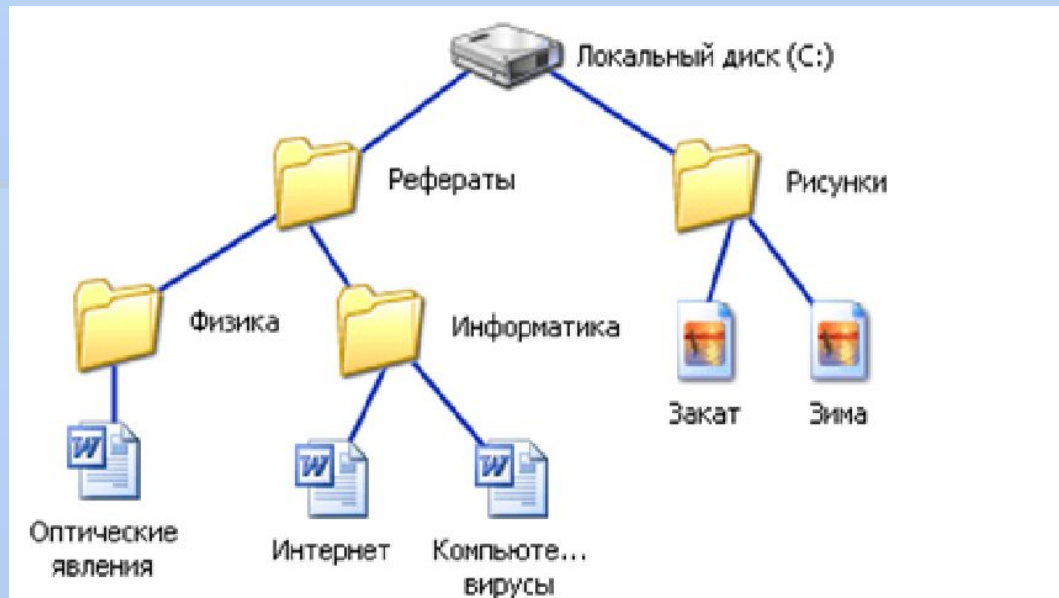 Локальный диск (C:)
Рефераты
Рисунки
Физика
Информатика
Закат
Зима
Оптические
явления
Интернет
Компьюте...
вирусы